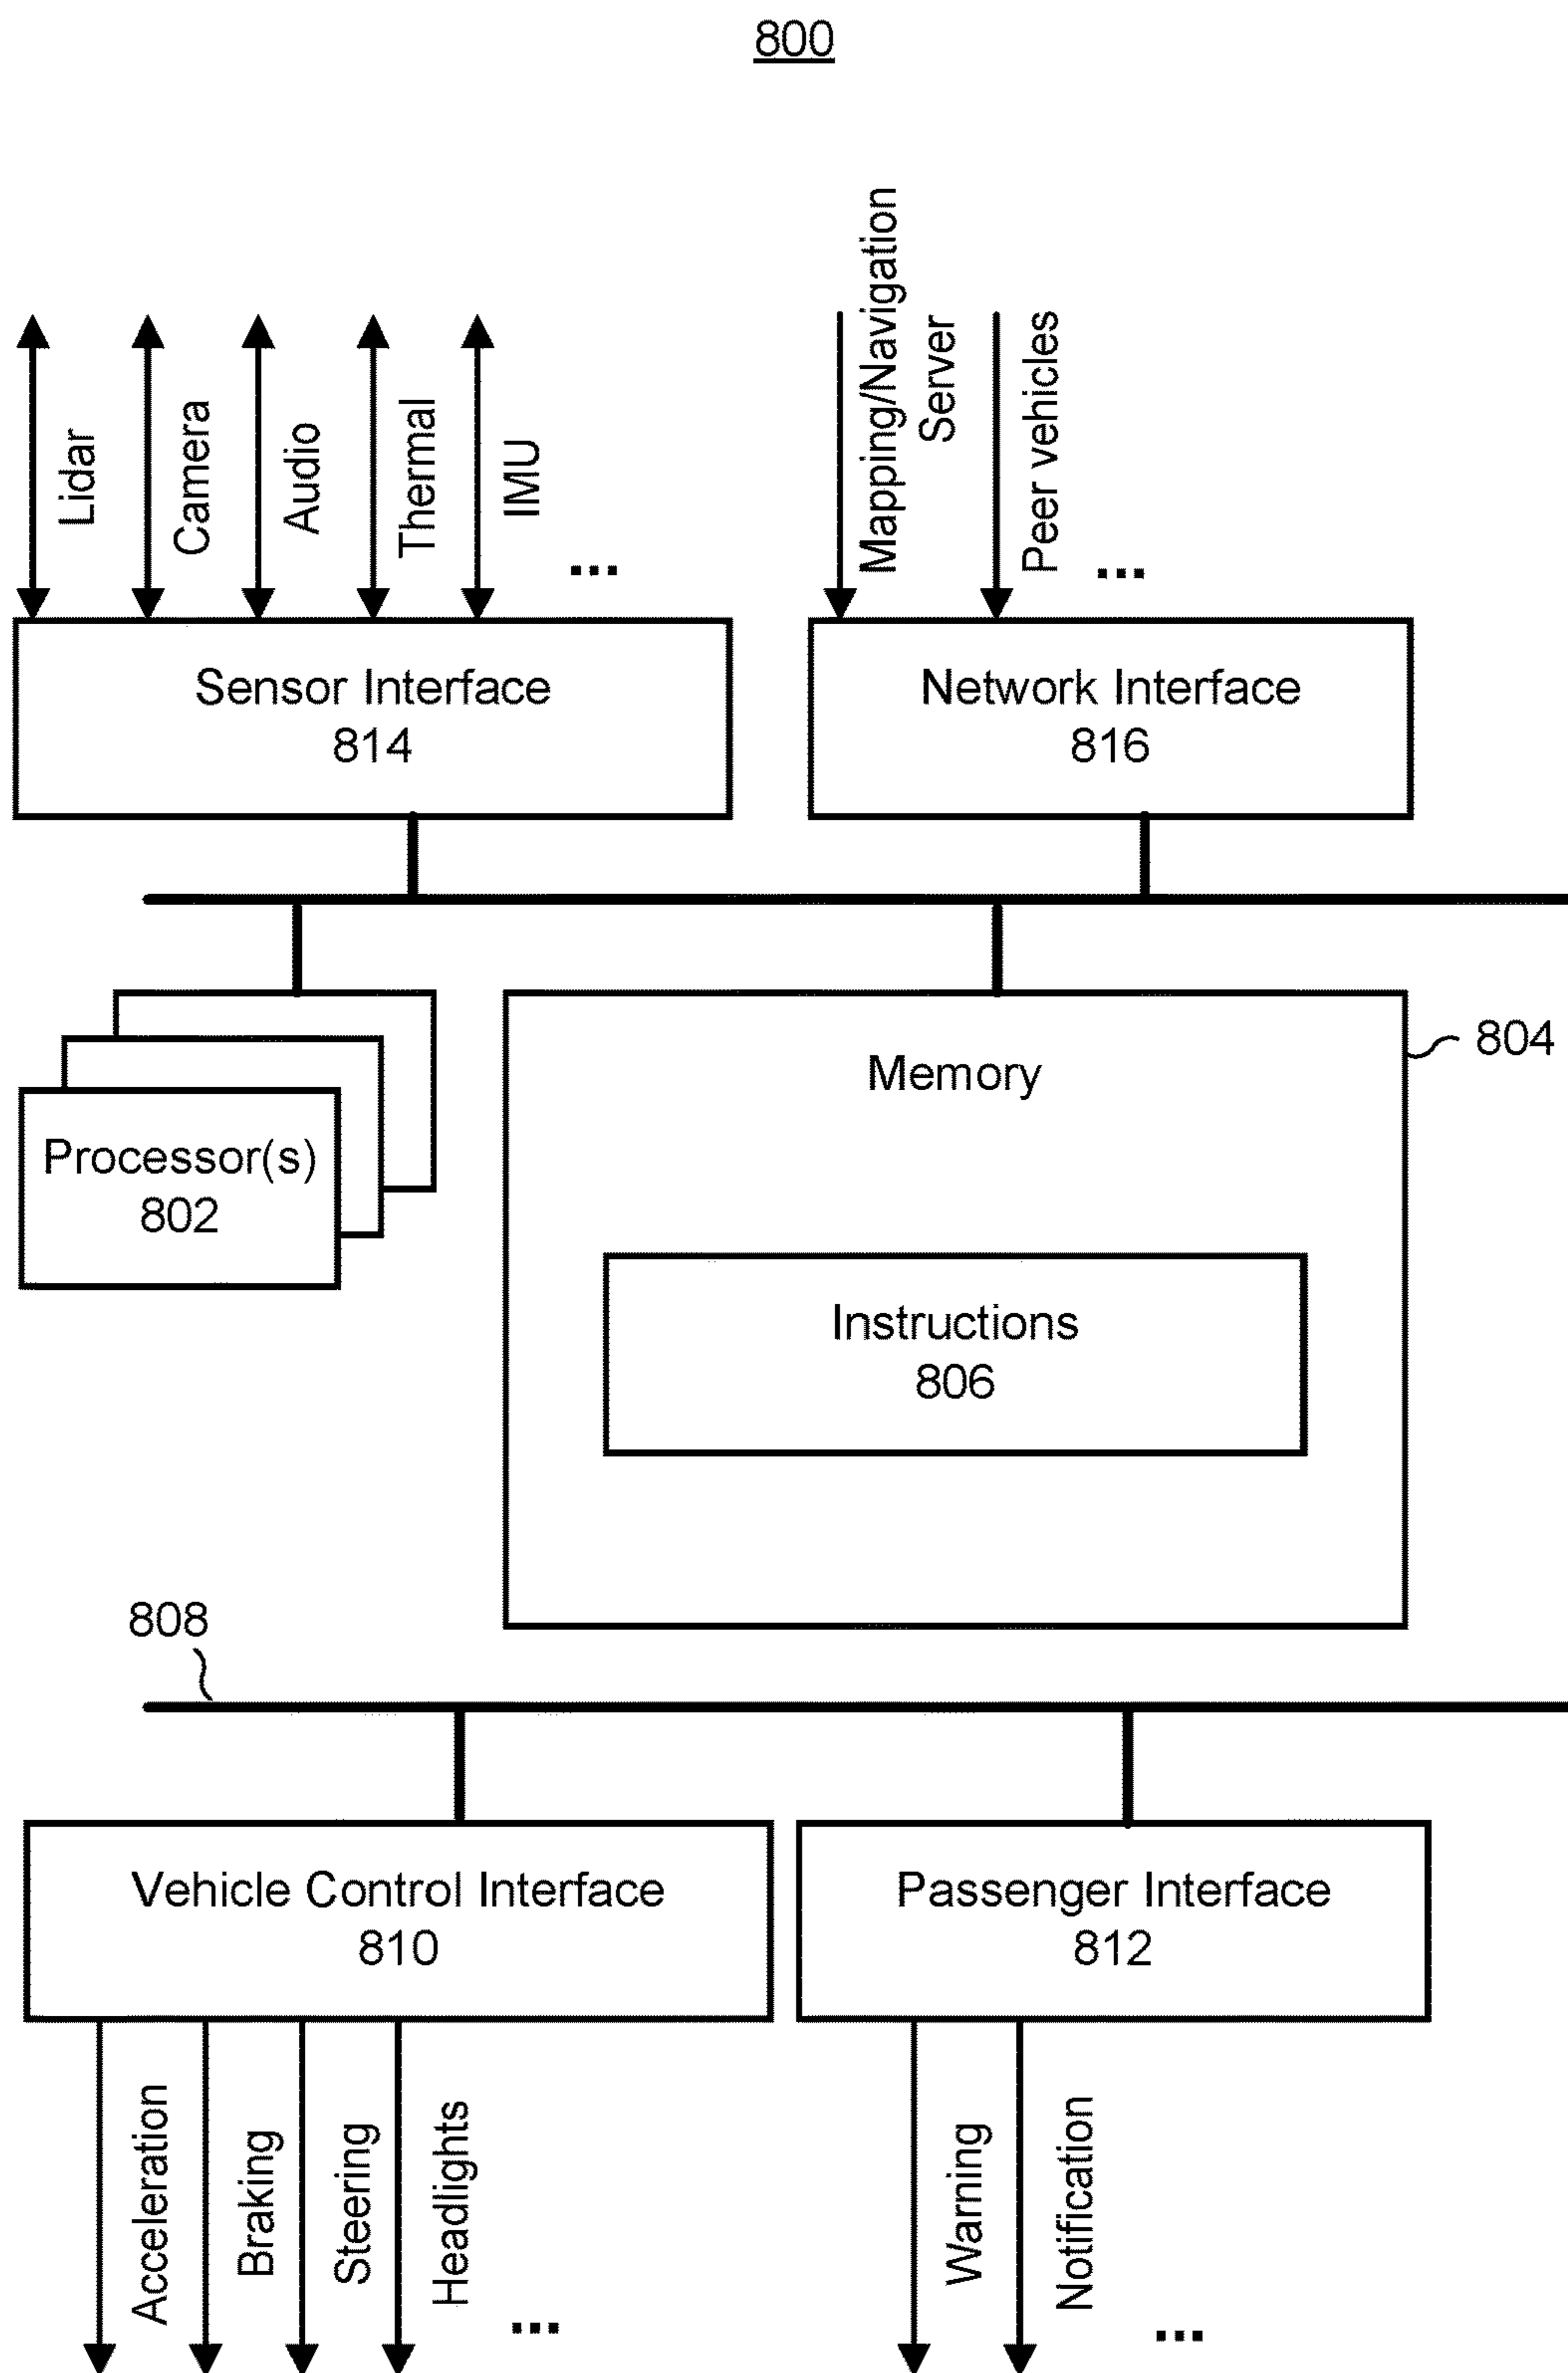 800
Lidar
Camera
Audio
Thermal
IMU
...
Mapping/Navigation
Server
Peer vehicles
...
Sensor Interface
814
Network Interface
816
Processor(s)
802
Memory
804
Instructions
806
808
Vehicle Control Interface
810
Passenger Interface
812
Acceleration
Braking
Steering
Headlights
...
Warning
Notification
...